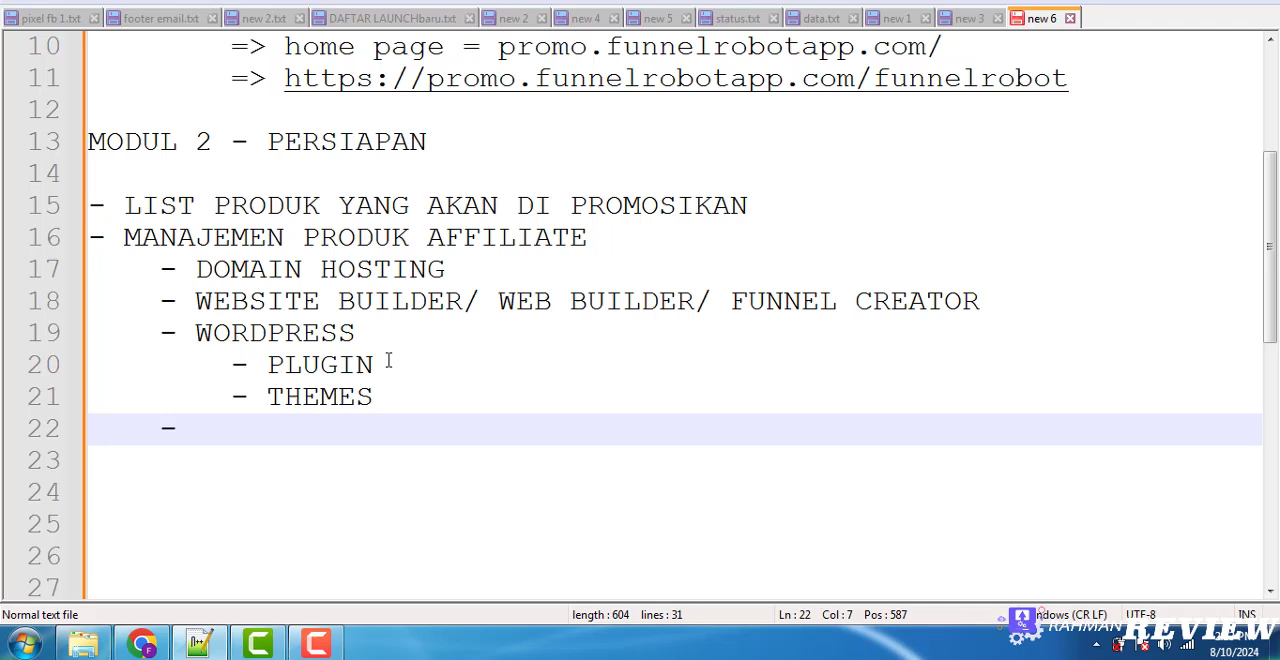 pixel fb 1.txt footer email.txt new 2.txt DAFTAR LAUNCHbaru.txt new 2 new 4 new 5 status.txt data.txt new 1 new 3 new 6
10 => home page = promo.funnelrobotapp.com/
11 => https://promo.funnelrobotapp.com/funnelrobot
12
13 MODUL 2 - PERSIAPAN
14
15 - LIST PRODUK YANG AKAN DI PROMOSIKAN
16 - MANAJEMEN PRODUK AFFILIATE
17 - DOMAIN HOSTING
18 - WEBSITE BUILDER/ WEB BUILDER/ FUNNEL CREATOR
19 - WORDPRESS
20 - PLUGIN
21 - THEMES
22 -
23
24
25
26
27
Normal text file length : 604 lines : 31 Ln : 22 Col : 7 Pos : 587 (CR LF) UTF-8 INS
RAHMAN REVIEW
8/10/2024